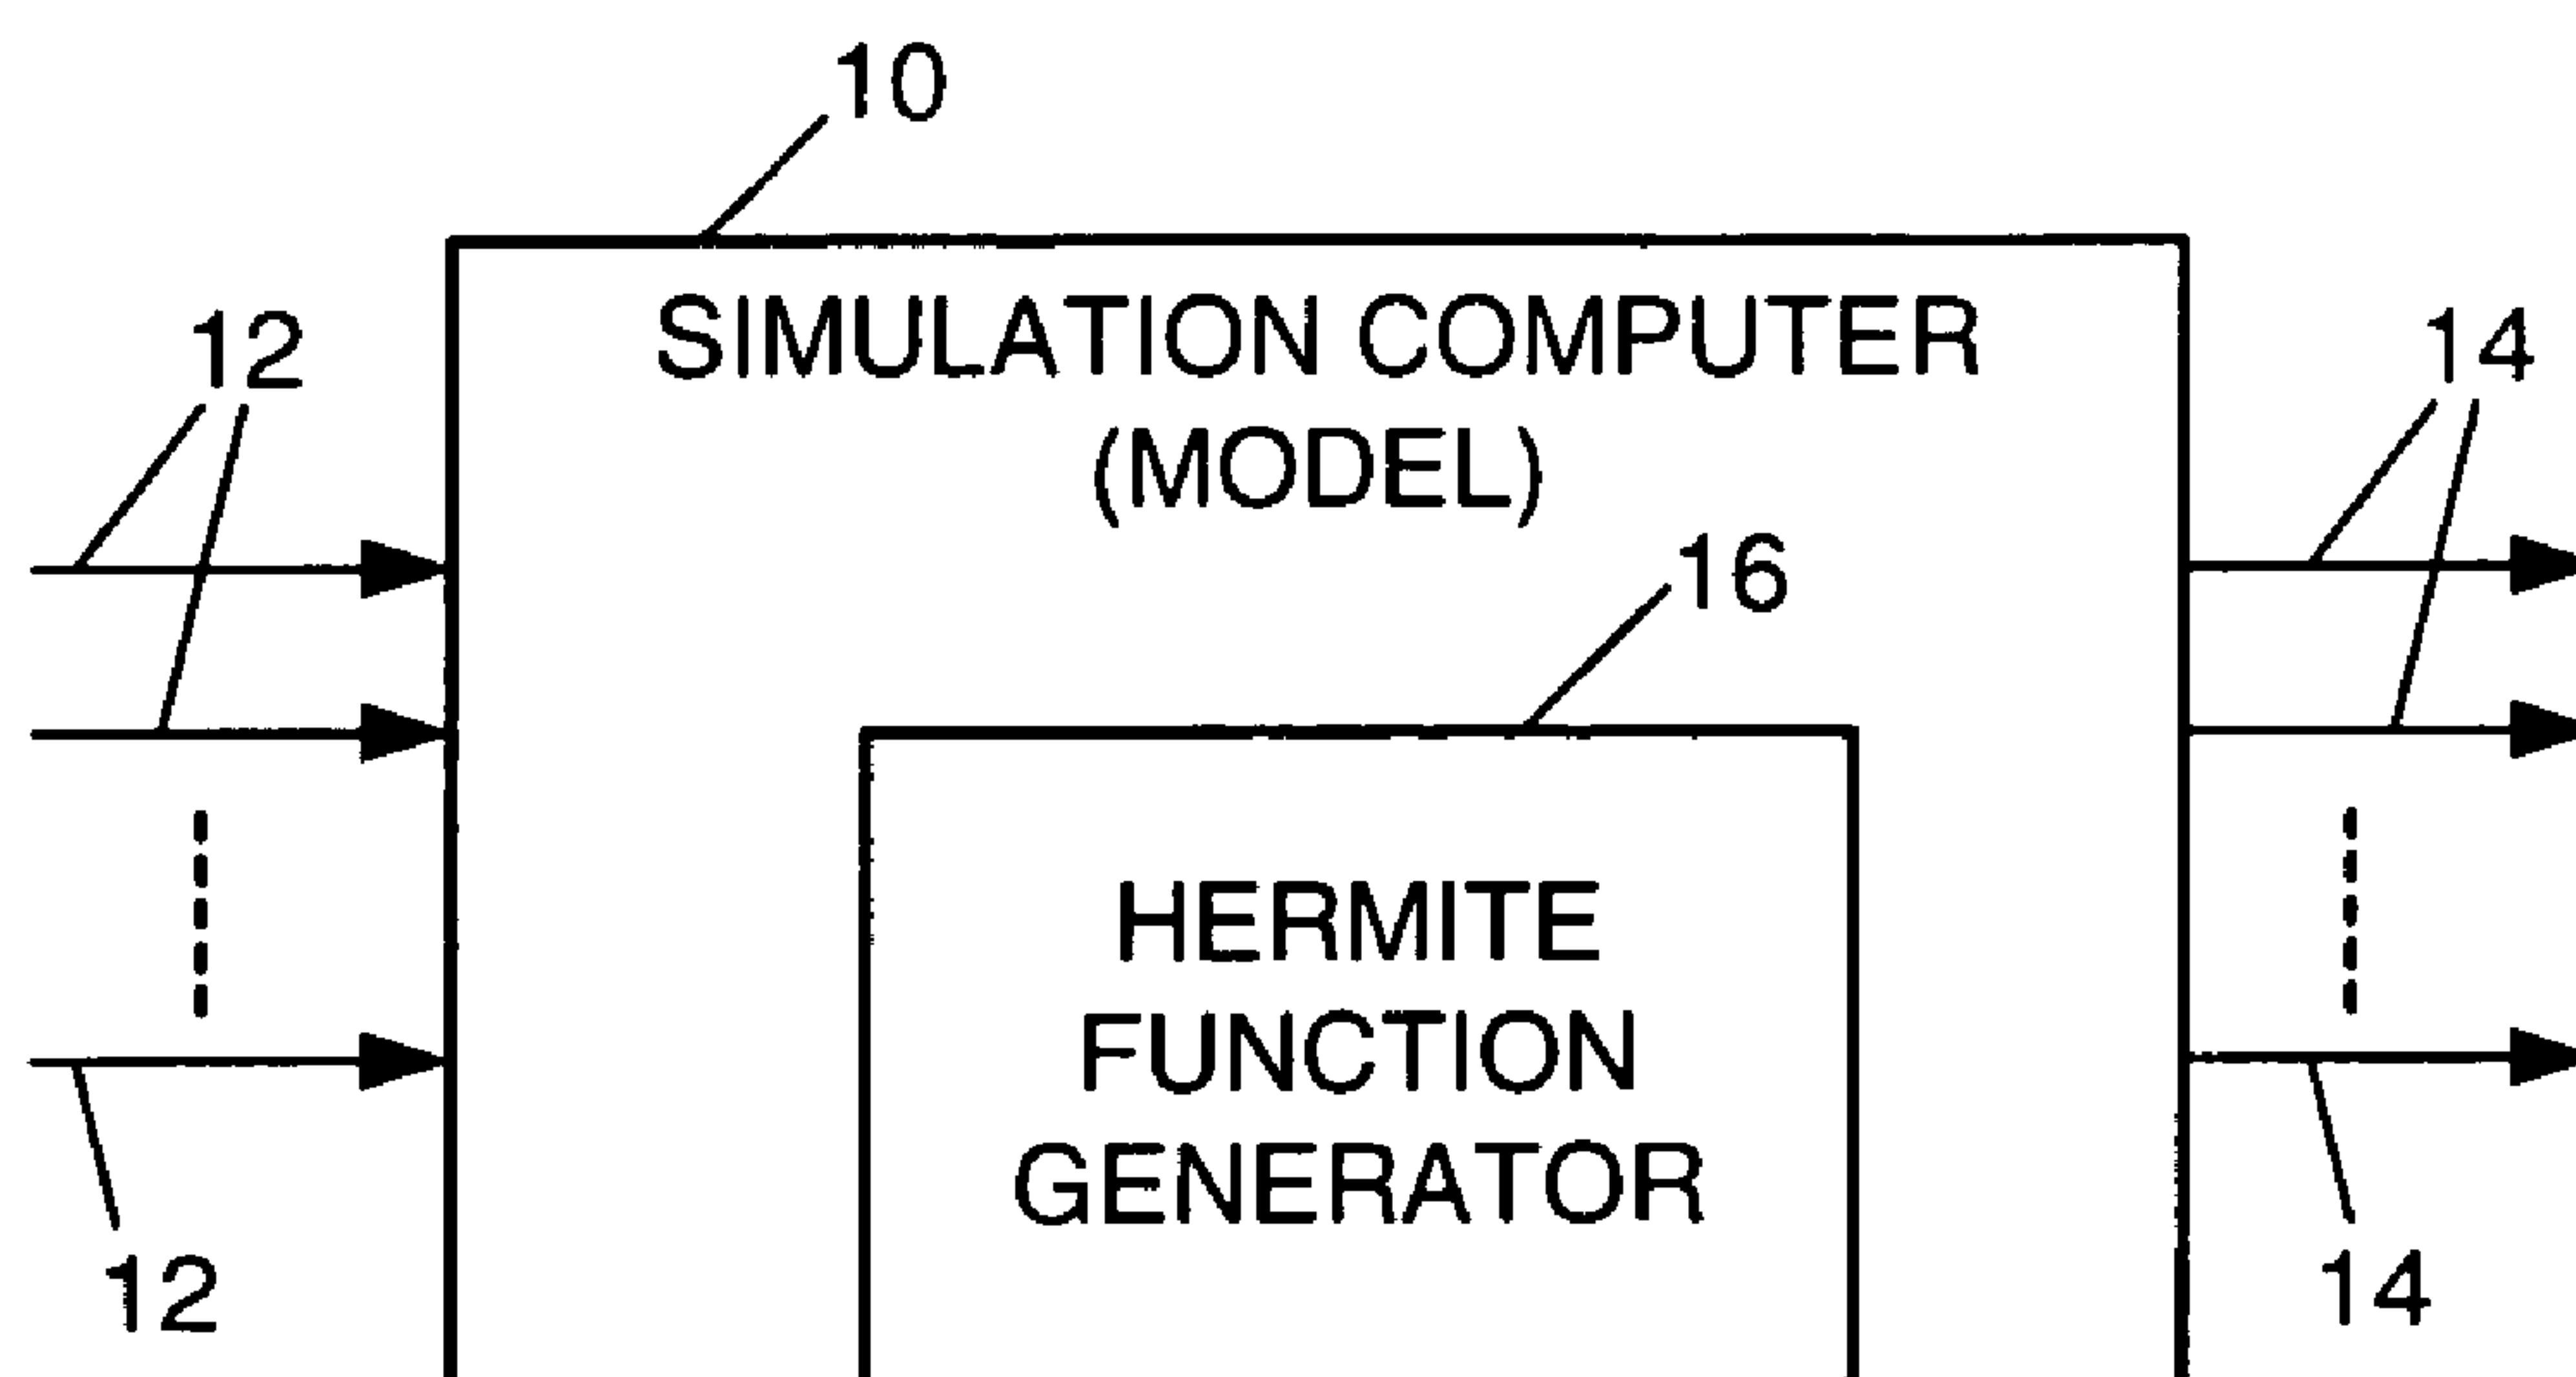 10
SIMULATION COMPUTER
(MODEL)
12
14
16
HERMITE
FUNCTION
GENERATOR
12
14